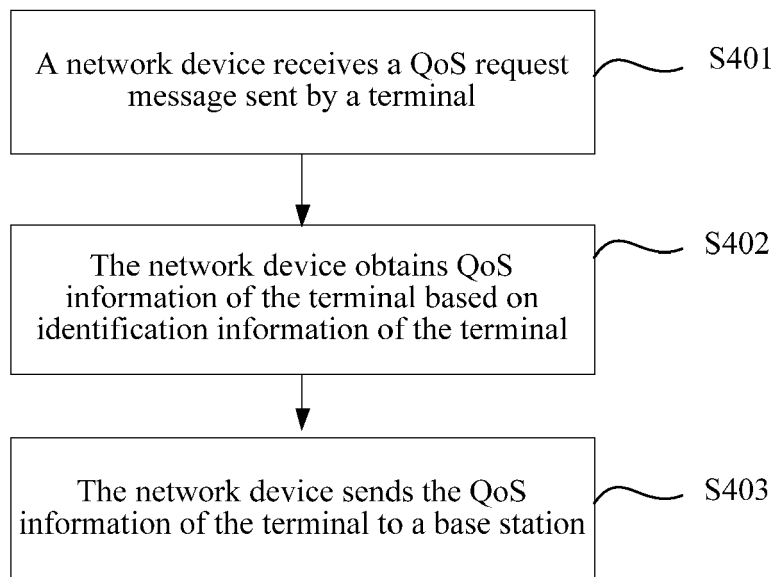 A network device receives a QoS request
message sent by a terminal
S401
The network device obtains QoS
information of the terminal based on
identification information of the terminal
S402
The network device sends the QoS
information of the terminal to a base station
S403